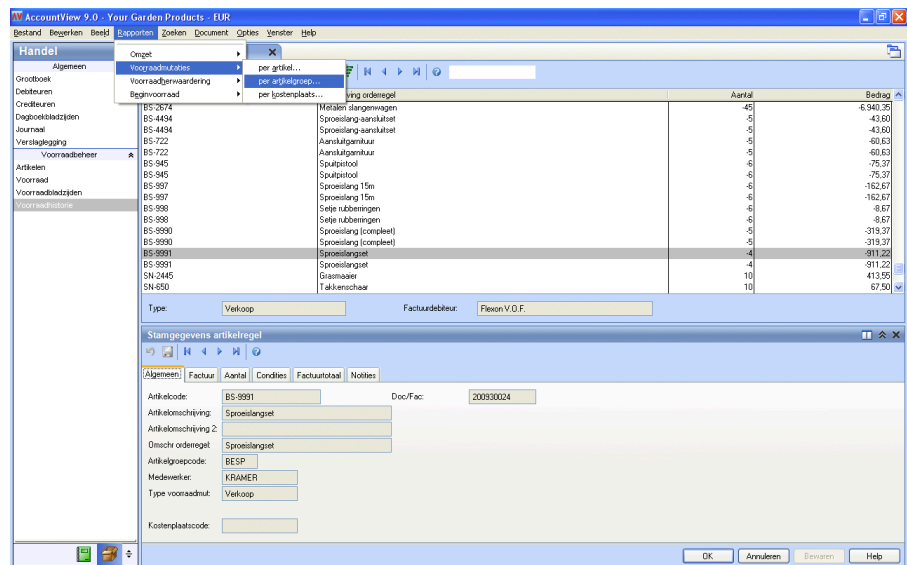 AccountView 9.0 - Your Garden Products - EUR
Bestand Bewerken Beeld Rapporten Zoeken Document Opties Venster Help
Handel
Algemeen
Grootboek
Debiteuren
Crediteuren
Dagboekbladzijden
Journaal
Verslaglegging
Voorraadbeheer
Artikelen
Voorraad
Voorraadbladzijden
Voorraadhistorie
Omzet
Voorraadmutaties
Voorraadherwaardering
Beginvoorraad
per artikel...
per artikelgroep...
per kostenplaats...
ving orderregel Aantal Bedrag
BS-2674 Metalen slangenwagen -45 -6.940,35
BS-4494 Sproeislang-aansluitset -5 -43,60
BS-4494 Sproeislang-aansluitset -5 -43,60
BS-722 Aansluitgarnituur -5 -60,63
BS-722 Aansluitgarnituur -5 -60,63
BS-945 Spuitpistool -6 -75,37
BS-945 Spuitpistool -6 -75,37
BS-997 Sproeislang 15m -6 -162,67
BS-997 Sproeislang 15m -6 -162,67
BS-998 Setje rubberringen -6 -8,67
BS-998 Setje rubberringen -6 -8,67
BS-9990 Sproeislang (compleet) -5 -319,37
BS-9990 Sproeislang (compleet) -5 -319,37
BS-9991 Sproeislangset -4 -911,22
BS-9991 Sproeislangset -4 -911,22
SN-2445 Grasmaaier 10 413,55
SN-650 Takkenschaar 10 67,50
Type: Verkoop Factuurdebiteur: Flexon V.O.F.
Stamgegevens artikelregel
Algemeen Factuur Aantal Condities Factuurtotaal Notities
Artikelcode: BS-9991 Doc/Fac: 200930024
Artikelomschrijving: Sproeislangset
Artikelomschrijving 2:
Omschr orderregel: Sproeislangset
Artikelgroepcode: BESP
Medewerker: KRAMER
Type voorraadmut: Verkoop
Kostenplaatscode:
OK Annuleren Bewaren Help